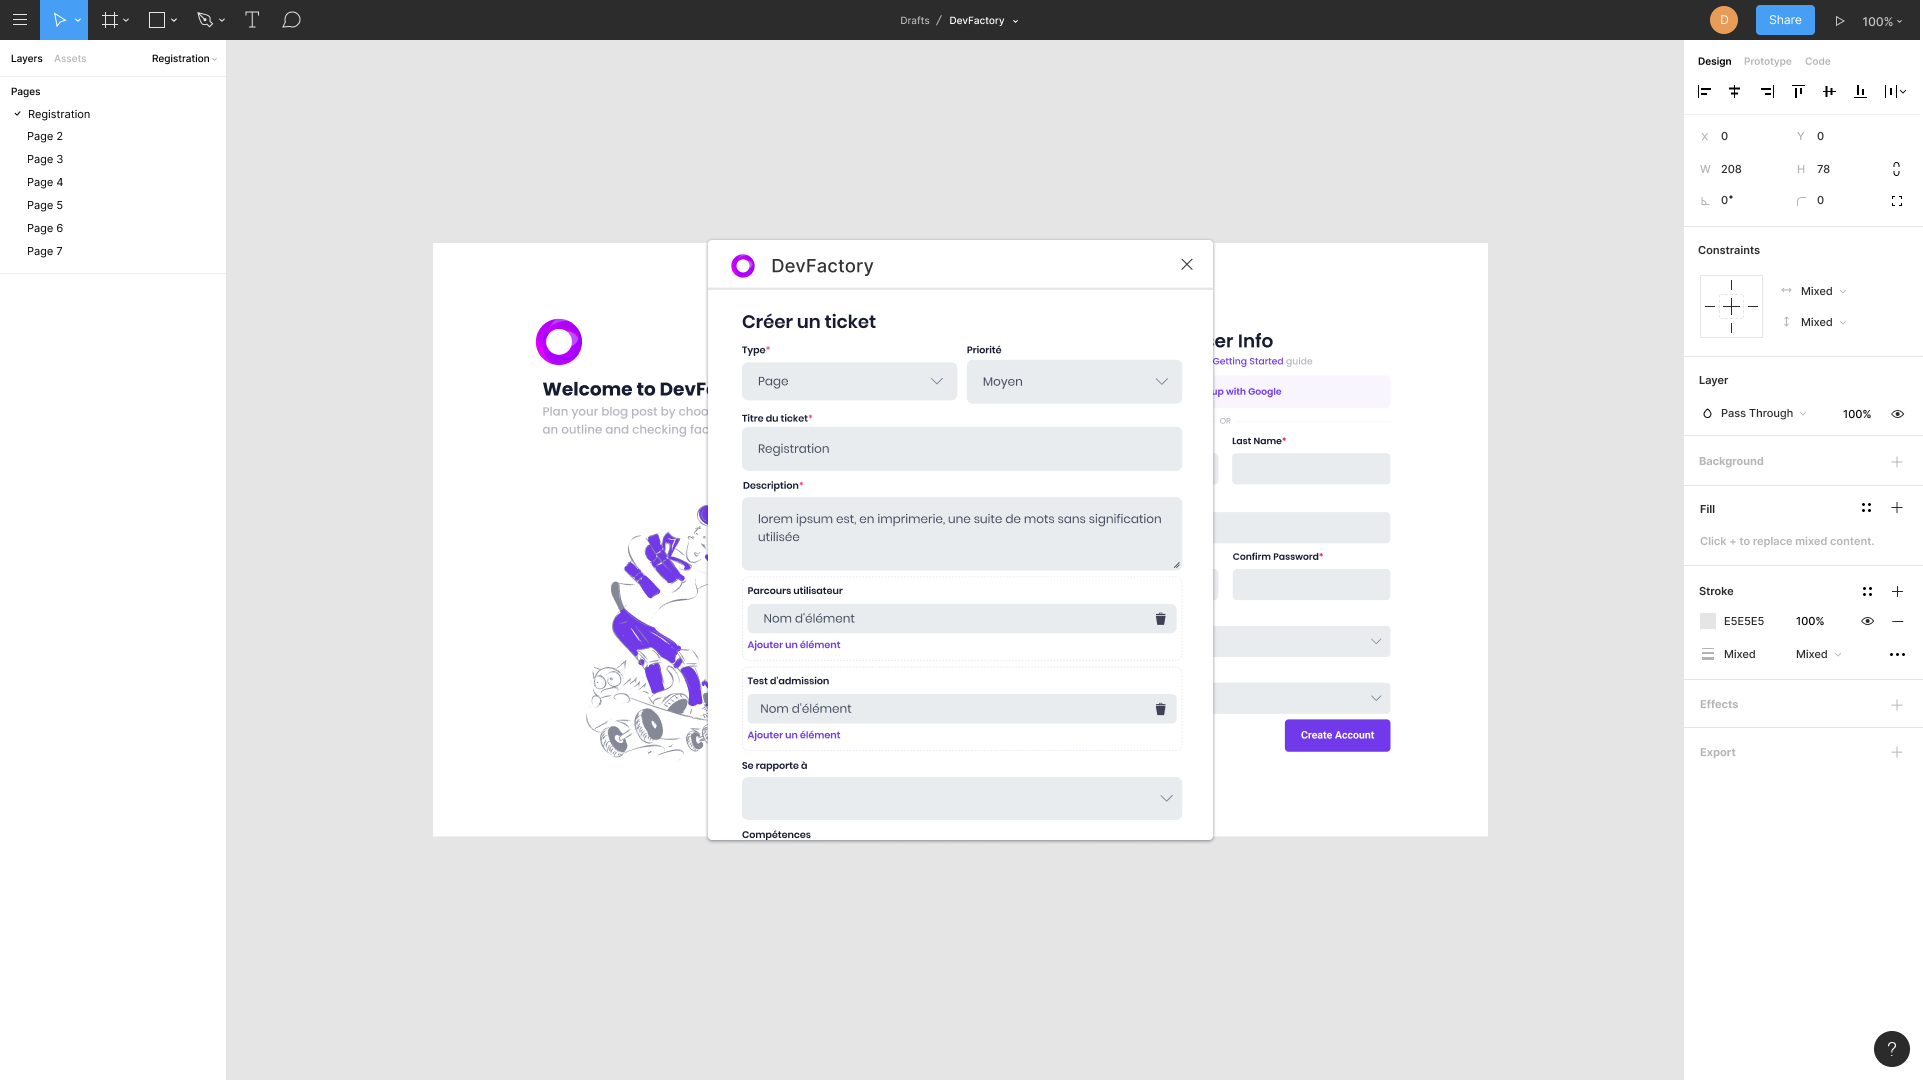 Drafts / DevFactory
D
Share
100%
Layers
Assets
Registration
Pages
Registration
Page 2
Page 3
Page 4
Page 5
Page 6
Page 7
Welcome to DevF
Plan your blog post by choo
an outline and checking fac
DevFactory
Créer un ticket
Type*
Priorité
Page
Moyen
Titre du ticket*
Registration
Description*
lorem ipsum est, en imprimerie, une suite de mots sans signification
utilisée
Parcours utilisateur
Nom d'élément
Ajouter un élément
Test d'admission
Nom d'élément
Ajouter un élément
Se rapporte à
Compétences
ser Info
Getting Started guide
up with Google
OR
Last Name*
Confirm Password*
Create Account
Design
Prototype
Code
X 0
Y 0
W 208
H 78
0°
0
Constraints
Mixed
Mixed
Layer
Pass Through
100%
Background
Fill
Click + to replace mixed content.
Stroke
E5E5E5
100%
Mixed
Mixed
Effects
Export
?